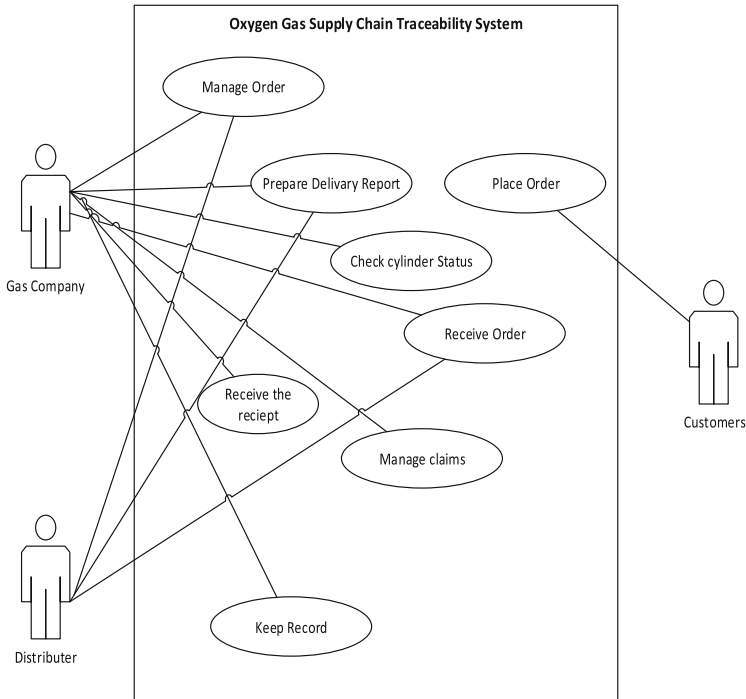 Oxygen Gas Supply Chain Traceability System
Manage Order
Prepare Delivary Report
Place Order
Check cylinder Status
Gas Company
Receive Order
Receive the
reciept
Customers
Manage claims
Keep Record
Distributer